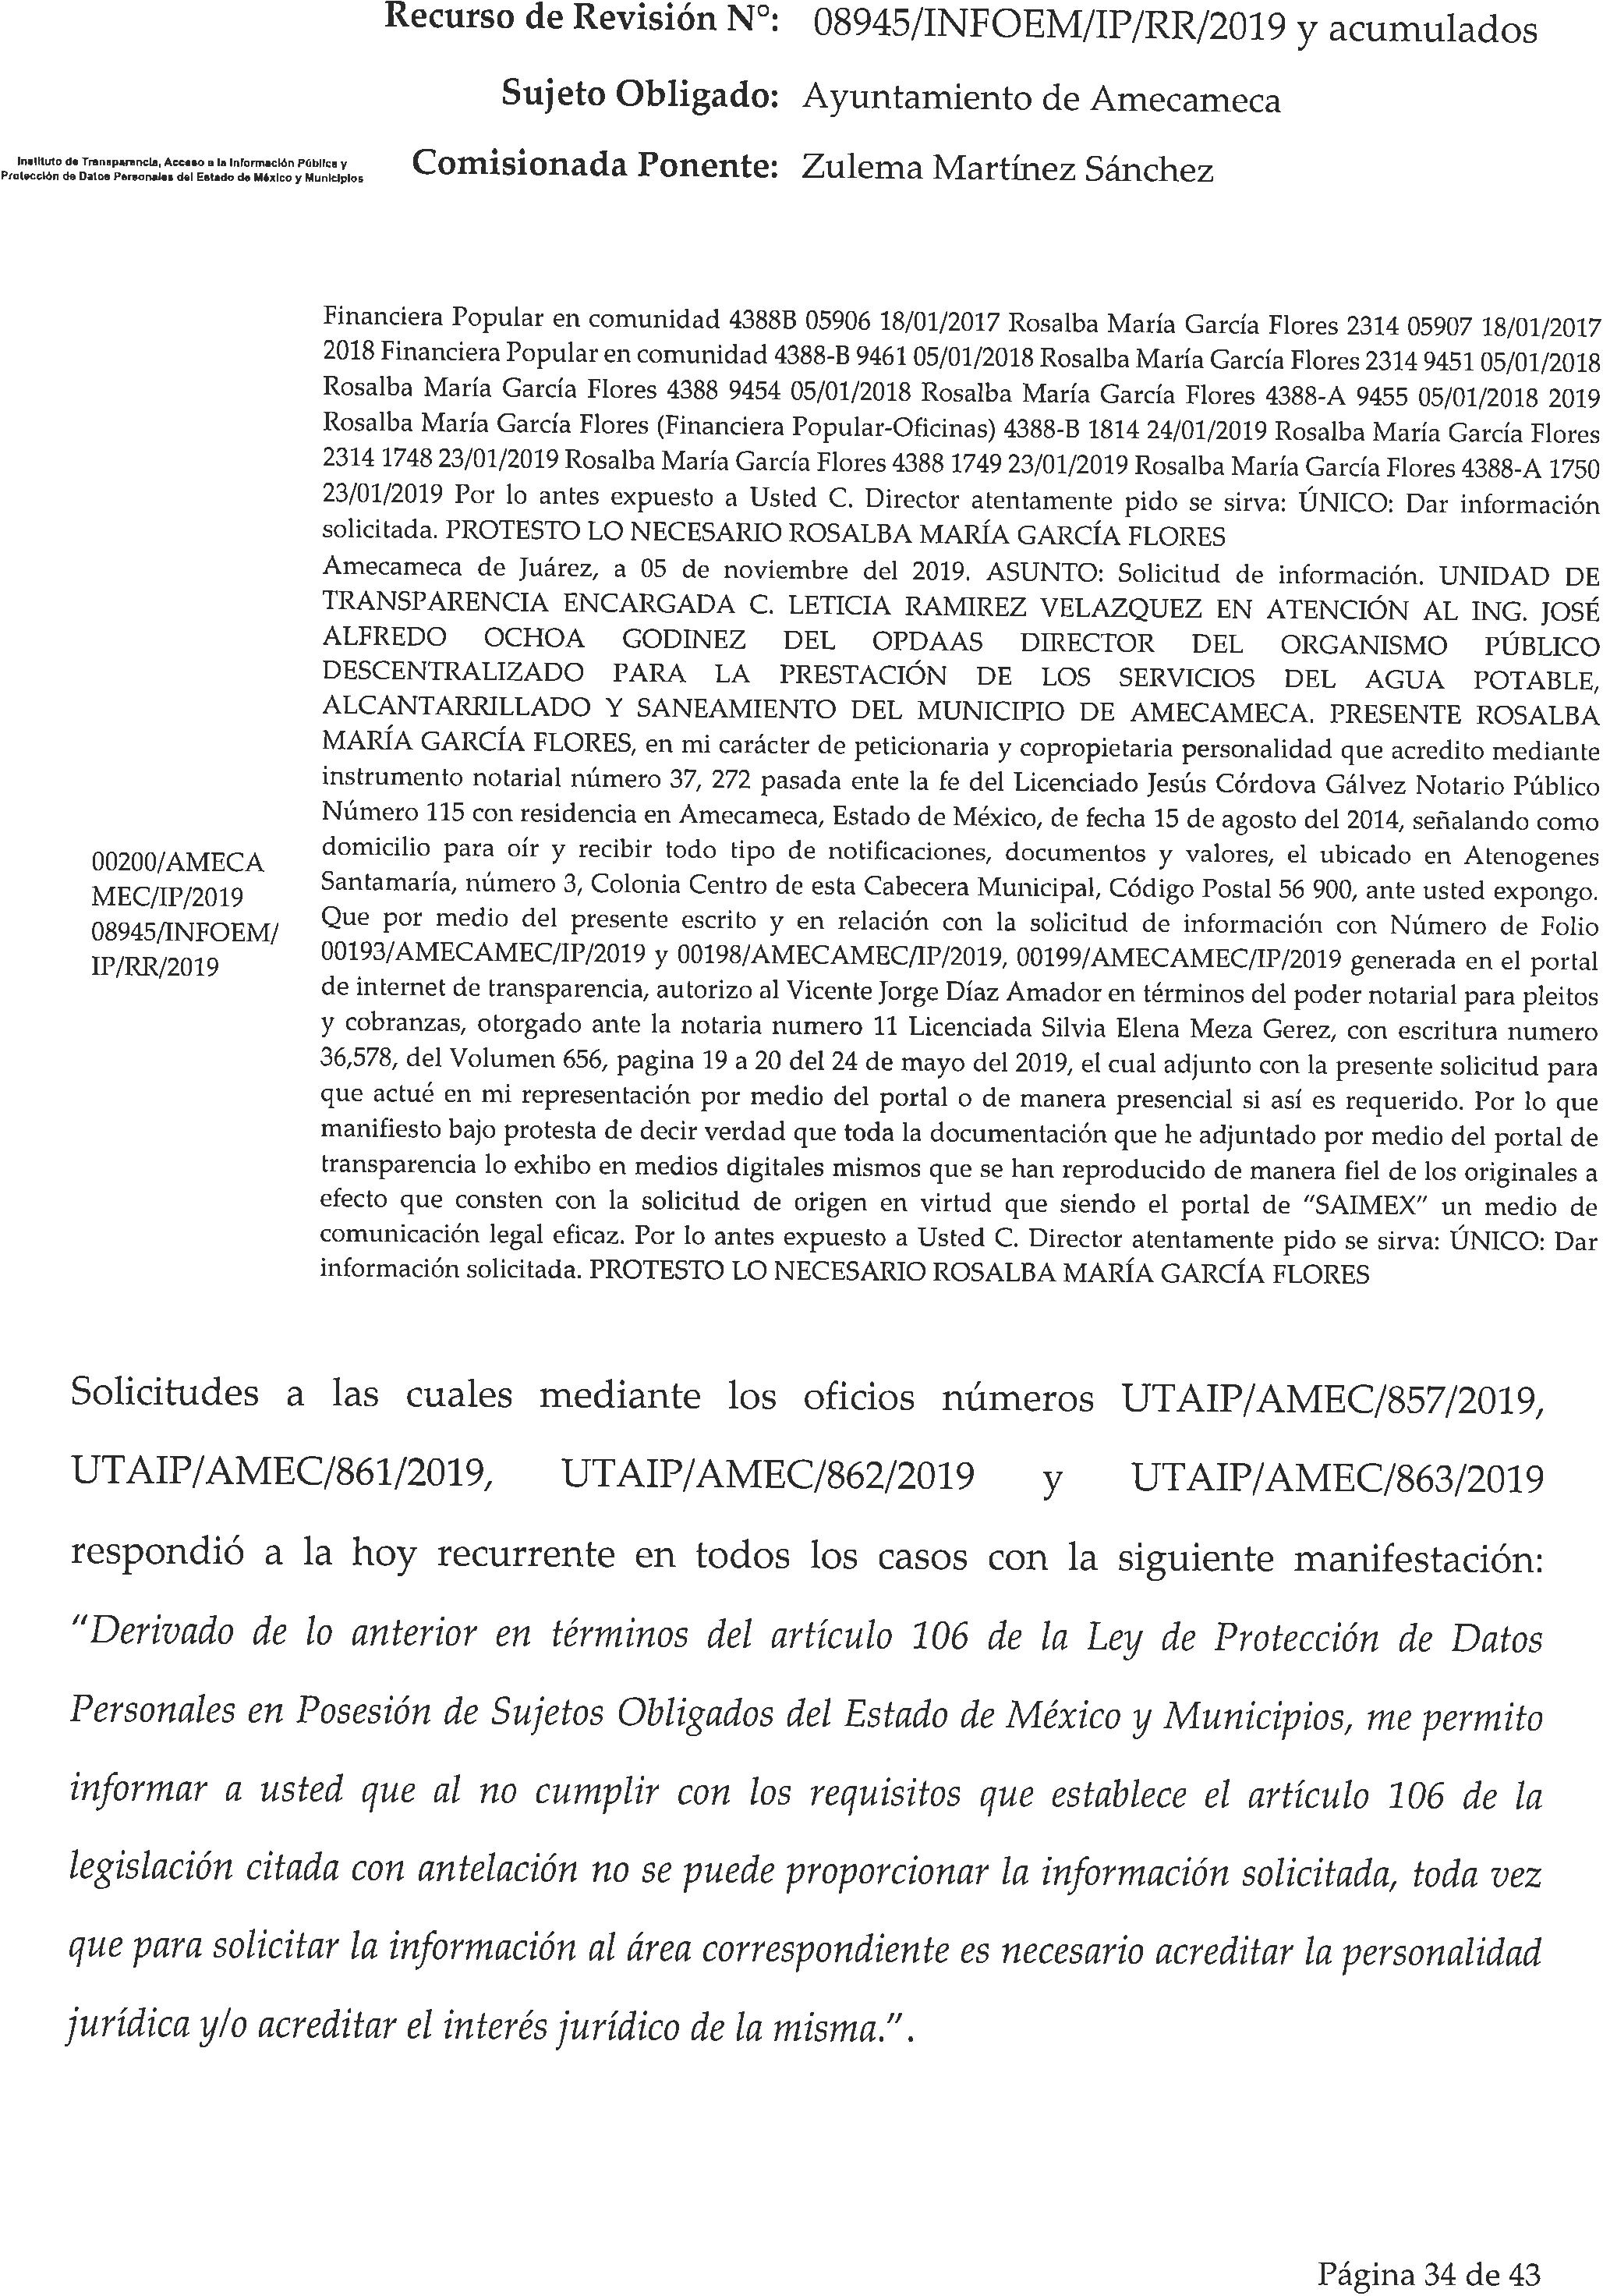 Recurso de Revisión Nº: 08945/INFOEM/IP/RR/2019 y acumulados
Sujeto Obligado: Ayuntamiento de Amecameca
Instituto de Transparencia, Acceso a la Información Pública y
Protección de Datos Personales del Estado de México y Municipios
Comisionada Ponente: Zulema Martínez Sánchez
Financiera Popular en comunidad 4388B 05906 18/01/2017 Rosalba María García Flores 2314 05907 18/01/2017
2018 Financiera Popular en comunidad 4388-B 9461 05/01/2018 Rosalba María García Flores 2314 9451 05/01/2018
Rosalba María García Flores 4388 9454 05/01/2018 Rosalba María García Flores 4388-A 9455 05/01/2018 2019
Rosalba María García Flores (Financiera Popular-Oficinas) 4388-B 1814 24/01/2019 Rosalba María García Flores
2314 1748 23/01/2019 Rosalba María García Flores 4388 1749 23/01/2019 Rosalba María García Flores 4388-A 1750
23/01/2019 Por lo antes expuesto a Usted C. Director atentamente pido se sirva: ÚNICO: Dar información
solicitada. PROTESTO LO NECESARIO ROSALBA MARÍA GARCÍA FLORES
Amecameca de Juárez, a 05 de noviembre del 2019. ASUNTO: Solicitud de información. UNIDAD DE
TRANSPARENCIA ENCARGADA C. LETICIA RAMIREZ VELAZQUEZ EN ATENCIÓN AL ING. JOSÉ
ALFREDO OCHOA GODINEZ DEL OPDAAS DIRECTOR DEL ORGANISMO PÚBLICO
DESCENTRALIZADO PARA LA PRESTACIÓN DE LOS SERVICIOS DEL AGUA POTABLE,
ALCANTARRILLADO Y SANEAMIENTO DEL MUNICIPIO DE AMECAMECA. PRESENTE ROSALBA
MARÍA GARCÍA FLORES, en mi carácter de peticionaria y copropietaria personalidad que acredito mediante
instrumento notarial número 37, 272 pasada ente la fe del Licenciado Jesús Córdova Gálvez Notario Público
Número 115 con residencia en Amecameca, Estado de México, de fecha 15 de agosto del 2014, señalando como
domicilio para oír y recibir todo tipo de notificaciones, documentos y valores, el ubicado en Atenogenes
Santamaría, número 3, Colonia Centro de esta Cabecera Municipal, Código Postal 56 900, ante usted expongo.
Que por medio del presente escrito y en relación con la solicitud de información con Número de Folio
00193/AMECAMEC/IP/2019 y 00198/AMECAMEC/IP/2019, 00199/AMECAMEC/IP/2019 generada en el portal
de internet de transparencia, autorizo al Vicente Jorge Díaz Amador en términos del poder notarial para pleitos
y cobranzas, otorgado ante la notaria numero 11 Licenciada Silvia Elena Meza Gerez, con escritura numero
36,578, del Volumen 656, pagina 19 a 20 del 24 de mayo del 2019, el cual adjunto con la presente solicitud para
que actué en mi representación por medio del portal o de manera presencial si así es requerido. Por lo que
manifiesto bajo protesta de decir verdad que toda la documentación que he adjuntado por medio del portal de
transparencia lo exhibo en medios digitales mismos que se han reproducido de manera fiel de los originales a
efecto que consten con la solicitud de origen en virtud que siendo el portal de "SAIMEX" un medio de
comunicación legal eficaz. Por lo antes expuesto a Usted C. Director atentamente pido se sirva: ÚNICO: Dar
información solicitada. PROTESTO LO NECESARIO ROSALBA MARÍA GARCÍA FLORES
00200/AMECA
MEC/IP/2019
08945/INFOEM/
IP/RR/2019
Solicitudes a las cuales mediante los oficios números UTAIP/AMEC/857/2019,
UTAIP/AMEC/861/2019, UTAIP/AMEC/862/2019 y UTAIP/AMEC/863/2019
respondió a la hoy recurrente en todos los casos con la siguiente manifestación:
"Derivado de lo anterior en términos del artículo 106 de la Ley de Protección de Datos
Personales en Posesión de Sujetos Obligados del Estado de México y Municipios, me permito
informar a usted que al no cumplir con los requisitos que establece el artículo 106 de la
legislación citada con antelación no se puede proporcionar la información solicitada, toda vez
que para solicitar la información al área correspondiente es necesario acreditar la personalidad
jurídica y/o acreditar el interés jurídico de la misma.".
Página 34 de 43